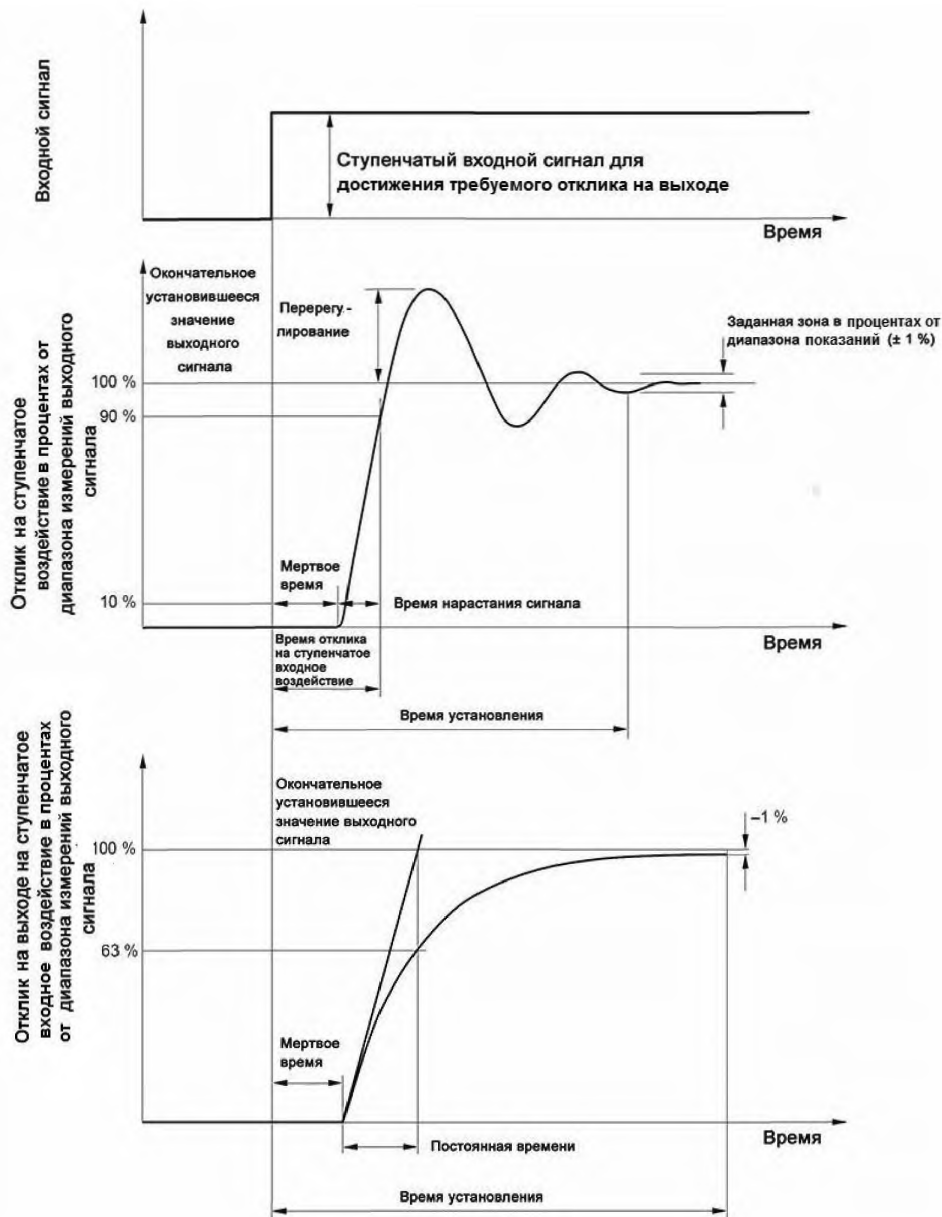 Входной сигнал
Ступенчатый входной сигнал для
достижения требуемого отклика на выходе
Время
Отклик на ступенчатое
воздействие в процентах от
диапазона измерений выходного
сигнала
Окончательное
установившееся
значение
выходного
сигнала
Перерегу-
лирование
Заданная зона в процентах от
диапазона показаний (± 1 %)
100 %
90 %
Мертвое
время
10 %
Время нарастания сигнала
Время
Время отклика
на ступенчатое
входное
воздействие
Время установления
Отклик на выходе на ступенчатое
входное воздействие в процентах
от диапазона измерений выходного
сигнала
Окончательное
установившееся
значение выходного
сигнала
–1 %
100 %
63 %
Мертвое
время
Время
Постоянная времени
Время установления